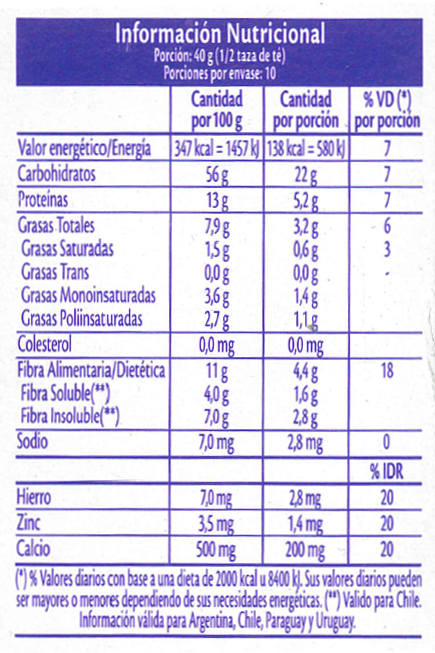 Información Nutricional
Porción: 40 g (1/2 taza de té)
Porciones por envase: 10
Cantidad por 100 g Cantidad por porción % VD (*) por porción
Valor energético/Energía 347 kcal = 1457 kJ 138 kcal = 580 kJ 7
Carbohidratos 56 g 22 g 7
Proteínas 13 g 5,2 g 7
Grasas Totales 7,9 g 3,2 g 6
Grasas Saturadas 1,5 g 0,6 g 3
Grasas Trans 0,0 g 0,0 g -
Grasas Monoinsaturadas 3,6 g 1,4 g
Grasas Poliinsaturadas 2,7 g 1,1 g
Colesterol 0,0 mg 0,0 mg
Fibra Alimentaria/Dietética 11 g 4,4 g 18
Fibra Soluble(**) 4,0 g 1,6 g
Fibra Insoluble(**) 7,0 g 2,8 g
Sodio 7,0 mg 2,8 mg 0
% IDR
Hierro 7,0 mg 2,8 mg 20
Zinc 3,5 mg 1,4 mg 20
Calcio 500 mg 200 mg 20
(*) % Valores diarios con base a una dieta de 2000 kcal u 8400 kJ. Sus valores diarios pueden
ser mayores o menores dependiendo de sus necesidades energéticas. (**) Valido para Chile.
Información válida para Argentina, Chile, Paraguay y Uruguay.